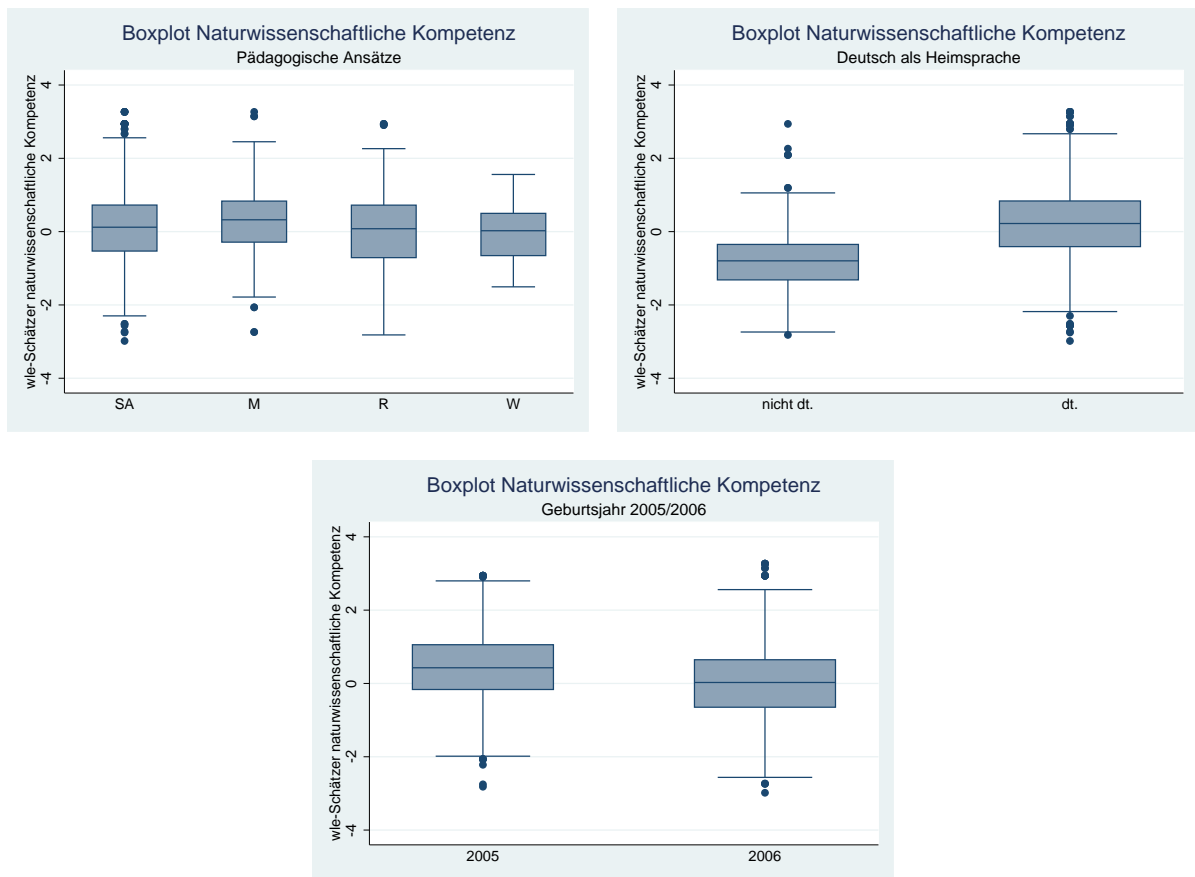 Boxplot Naturwissenschaftliche Kompetenz
Pädagogische Ansätze
wle-Schätzer naturwissenschaftliche Kompetenz
4
2
0
-2
-4
SA M R W
Boxplot Naturwissenschaftliche Kompetenz
Deutsch als Heimsprache
wle-Schätzer naturwissenschaftliche Kompetenz
4
2
0
-2
-4
nicht dt. dt.
Boxplot Naturwissenschaftliche Kompetenz
Geburtsjahr 2005/2006
wle-Schätzer naturwissenschaftliche Kompetenz
4
2
0
-2
-4
2005 2006